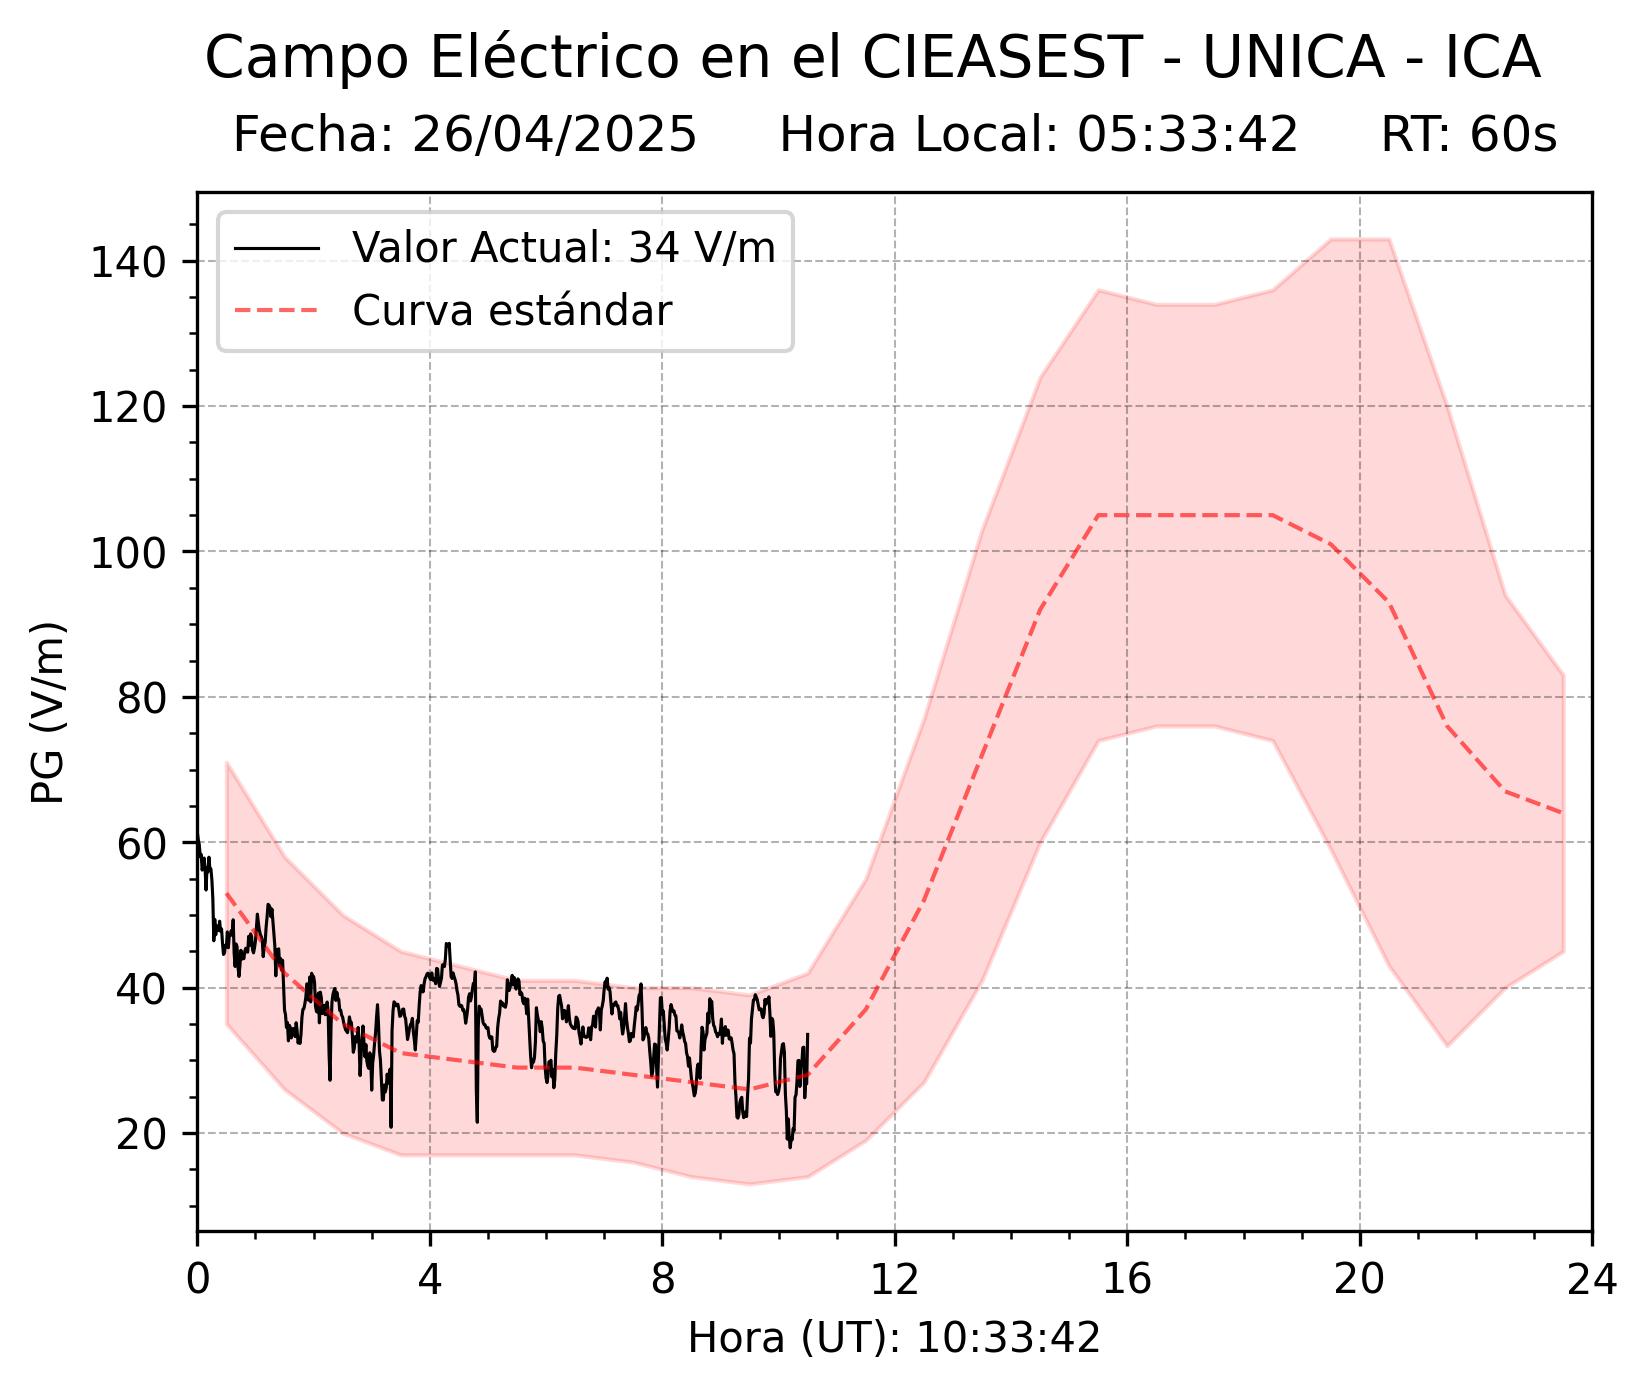 Campo Eléctrico en el CIEASEST - UNICA - ICA
Fecha: 26/04/2025 Hora Local: 05:33:42 RT: 60s
Valor Actual: 34 V/m
Curva estándar
140
120
100
80
60
40
20
PG (V/m)
0 4 8 12 16 20 24
Hora (UT): 10:33:42